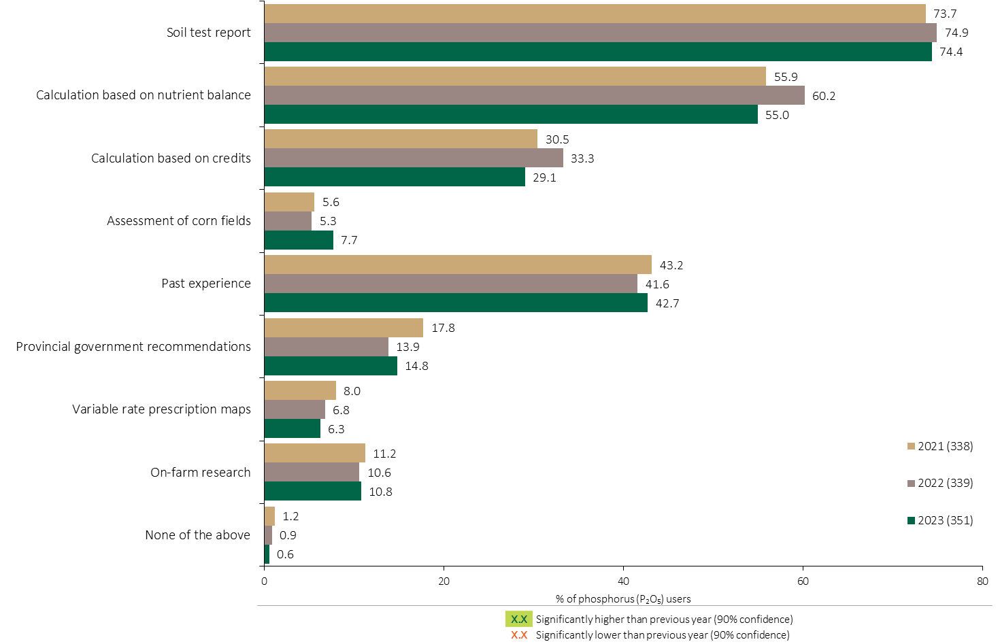 73.7
Soil test report
74.9
74.4
55.9
Calculation based on nutrient balance
60.2
55.0
30.5
Calculation based on credits
33.3
29.1
5.6
Assessment of corn fields
5.3
7.7
43.2
Past experience
41.6
42.7
17.8
Provincial government recommendations
13.9
14.8
8.0
Variable rate prescription maps
6.8
6.3
11.2
On-farm research
10.6
10.8
1.2
None of the above
0.9
0.6
2021 (338)
2022 (339)
2023 (351)
0 20 40 60 80
% of phosphorus (P₂O₅) users
X.X Significantly higher than previous year (90% confidence)
X.X Significantly lower than previous year (90% confidence)